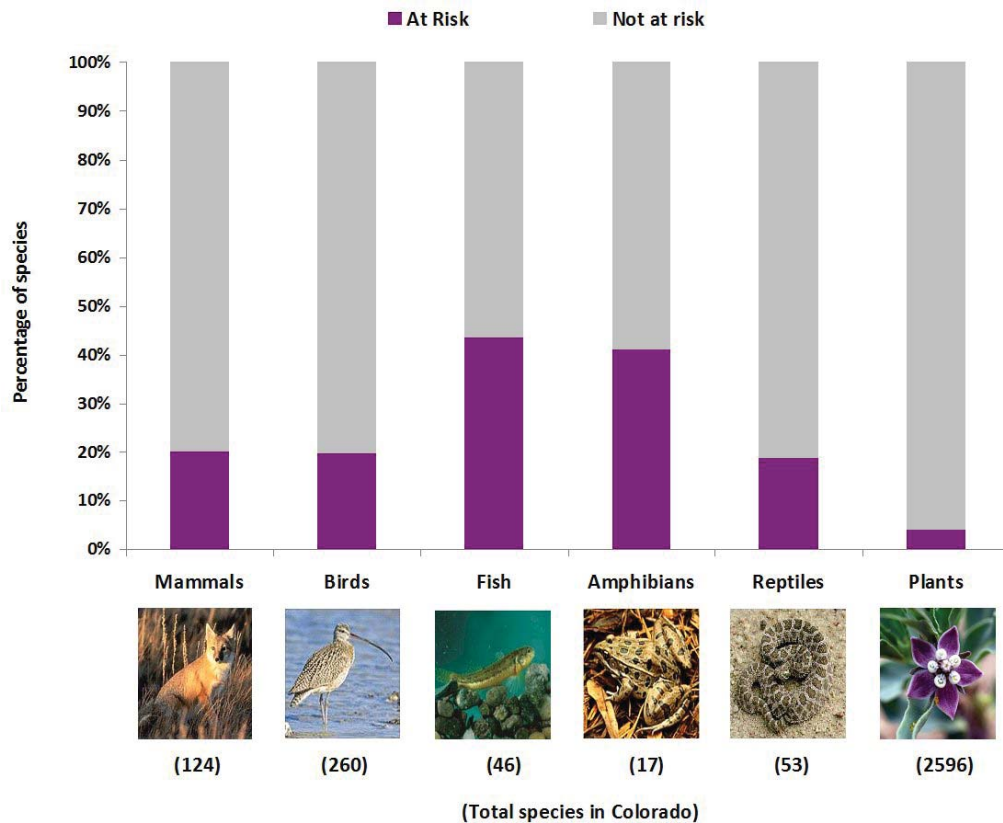 At Risk
Not at risk
Percentage of species
100%
90%
80%
70%
60%
50%
40%
30%
20%
10%
0%
Mammals
Birds
Fish
Amphibians
Reptiles
Plants
(124)
(260)
(46)
(17)
(53)
(2596)
(Total species in Colorado)